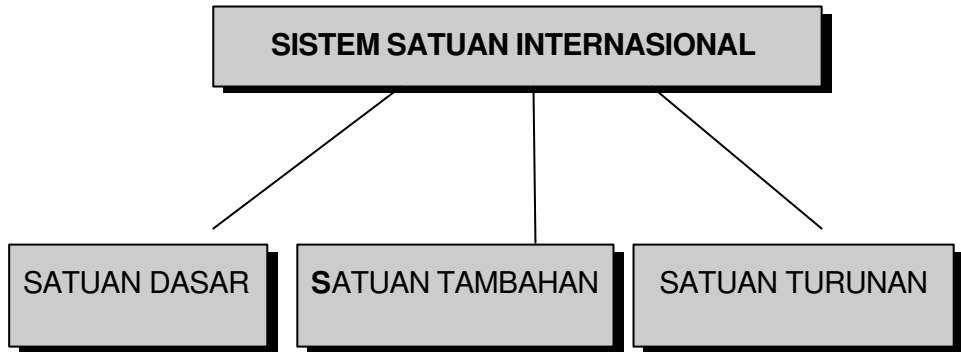 SISTEM SATUAN INTERNASIONAL
SATUAN DASAR
SATUAN TAMBAHAN
SATUAN TURUNAN